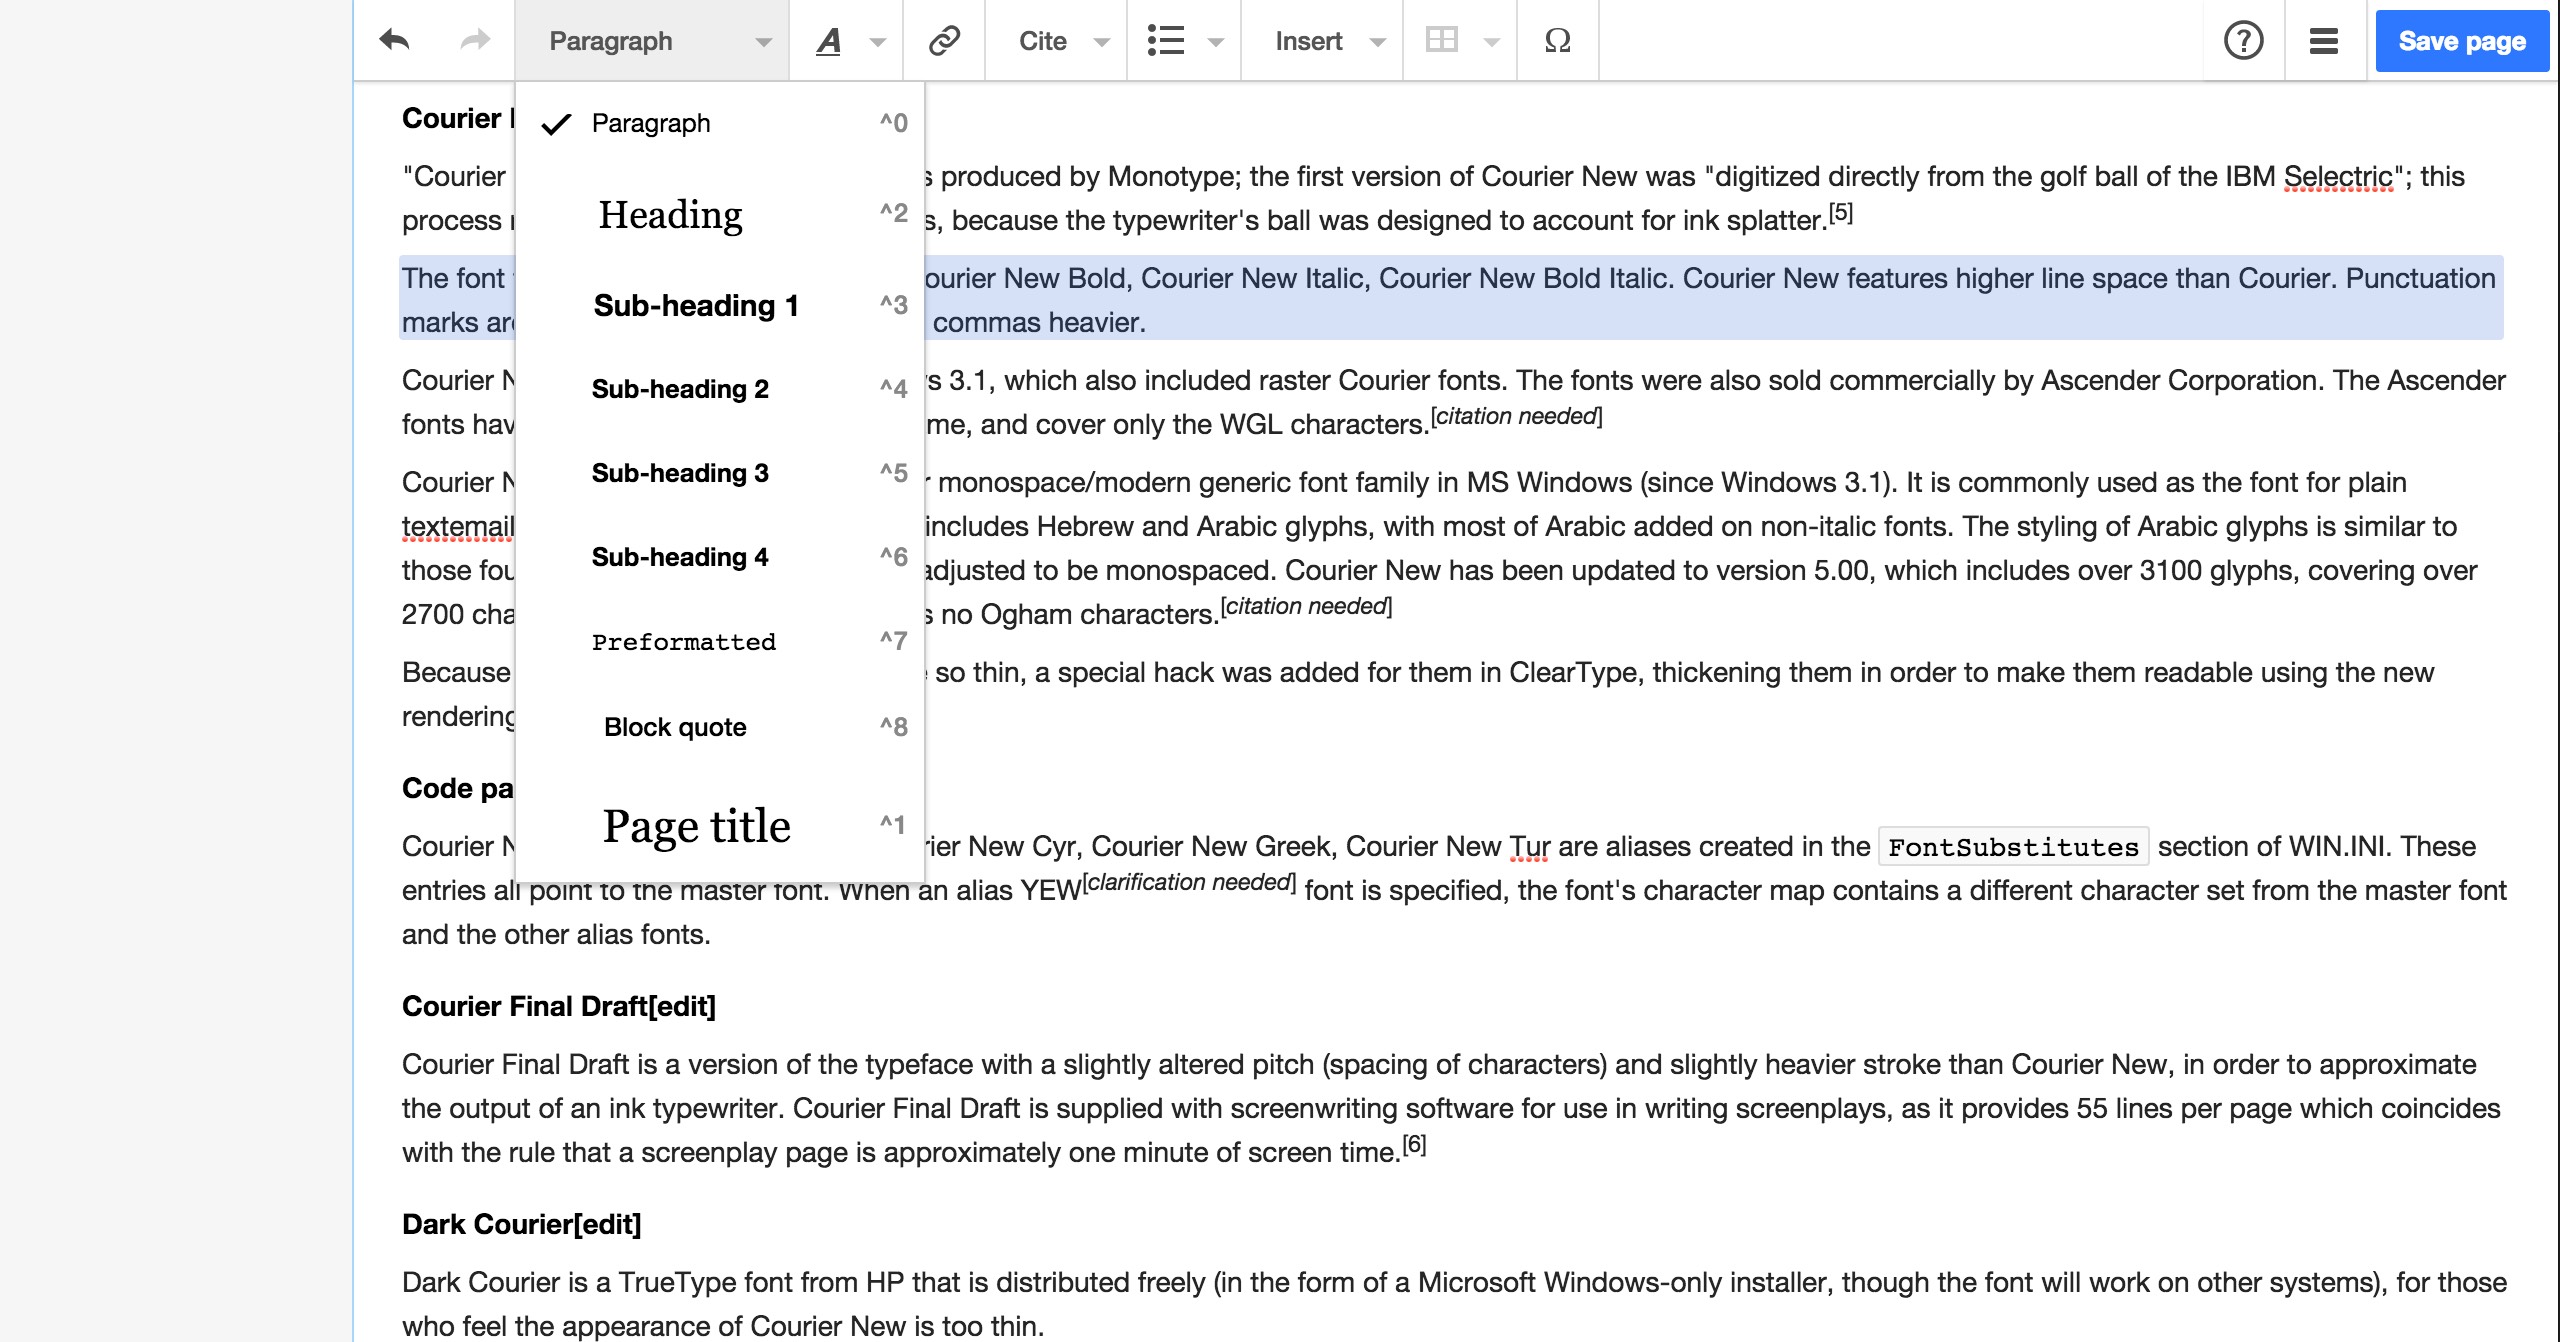 Paragraph A Cite Insert Ω ? Save page
Paragraph ^0
Heading ^2
Sub-heading 1 ^3
Sub-heading 2 ^4
Sub-heading 3 ^5
Sub-heading 4 ^6
Preformatted ^7
Block quote ^8
Page title ^1
Courier
"Courier produced by Monotype; the first version of Courier New was "digitized directly from the golf ball of the IBM Selectric"; this
process because the typewriter's ball was designed to account for ink splatter.[5]
The font ourier New Bold, Courier New Italic, Courier New Bold Italic. Courier New features higher line space than Courier. Punctuation
marks commas heavier.
Courier 3.1, which also included raster Courier fonts. The fonts were also sold commercially by Ascender Corporation. The Ascender
fonts me, and cover only the WGL characters.[citation needed]
Courier monospace/modern generic font family in MS Windows (since Windows 3.1). It is commonly used as the font for plain
textemail includes Hebrew and Arabic glyphs, with most of Arabic added on non-italic fonts. The styling of Arabic glyphs is similar to
those adjusted to be monospaced. Courier New has been updated to version 5.00, which includes over 3100 glyphs, covering over
2700 no Ogham characters.[citation needed]
Because so thin, a special hack was added for them in ClearType, thickening them in order to make them readable using the new
rendering
Code pa
Courier rier New Cyr, Courier New Greek, Courier New Tur are aliases created in the FontSubstitutes section of WIN.INI. These
entries all point to the master font. When an alias YEW[clarification needed] font is specified, the font's character map contains a different character set from the master font
and the other alias fonts.
Courier Final Draft[edit]
Courier Final Draft is a version of the typeface with a slightly altered pitch (spacing of characters) and slightly heavier stroke than Courier New, in order to approximate
the output of an ink typewriter. Courier Final Draft is supplied with screenwriting software for use in writing screenplays, as it provides 55 lines per page which coincides
with the rule that a screenplay page is approximately one minute of screen time.[6]
Dark Courier[edit]
Dark Courier is a TrueType font from HP that is distributed freely (in the form of a Microsoft Windows-only installer, though the font will work on other systems), for those
who feel the appearance of Courier New is too thin.